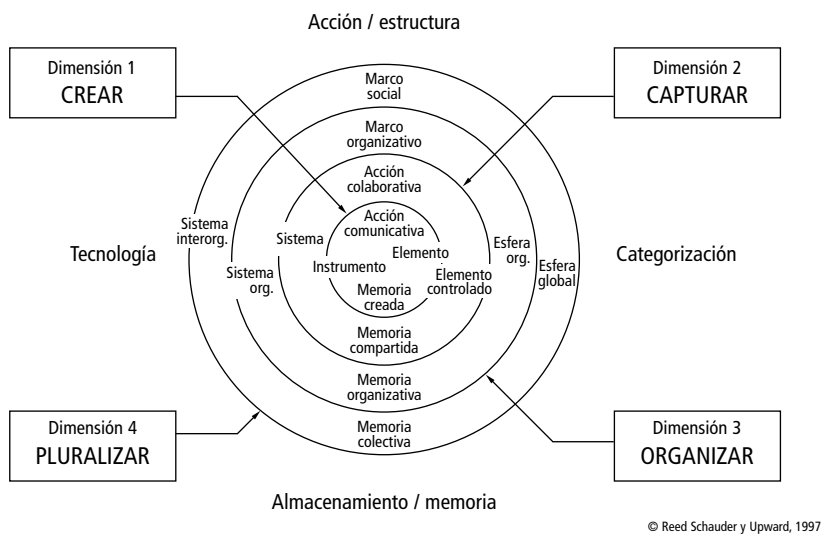 Acción / estructura
Dimensión 1
CREAR
Dimensión 2
CAPTURAR
Marco
social
Marco
organizativo
Acción
colaborativa
Acción
comunicativa
Sistema
interorg.
Sistema
Elemento
Esfera
org.
Tecnología
Categorización
Sistema
org.
Instrumento
Elemento
controlado
Esfera
global
Memoria
creada
Memoria
compartida
Memoria
organizativa
Memoria
colectiva
Dimensión 4
PLURALIZAR
Dimensión 3
ORGANIZAR
Almacenamiento / memoria
© Reed Schauder y Upward, 1997